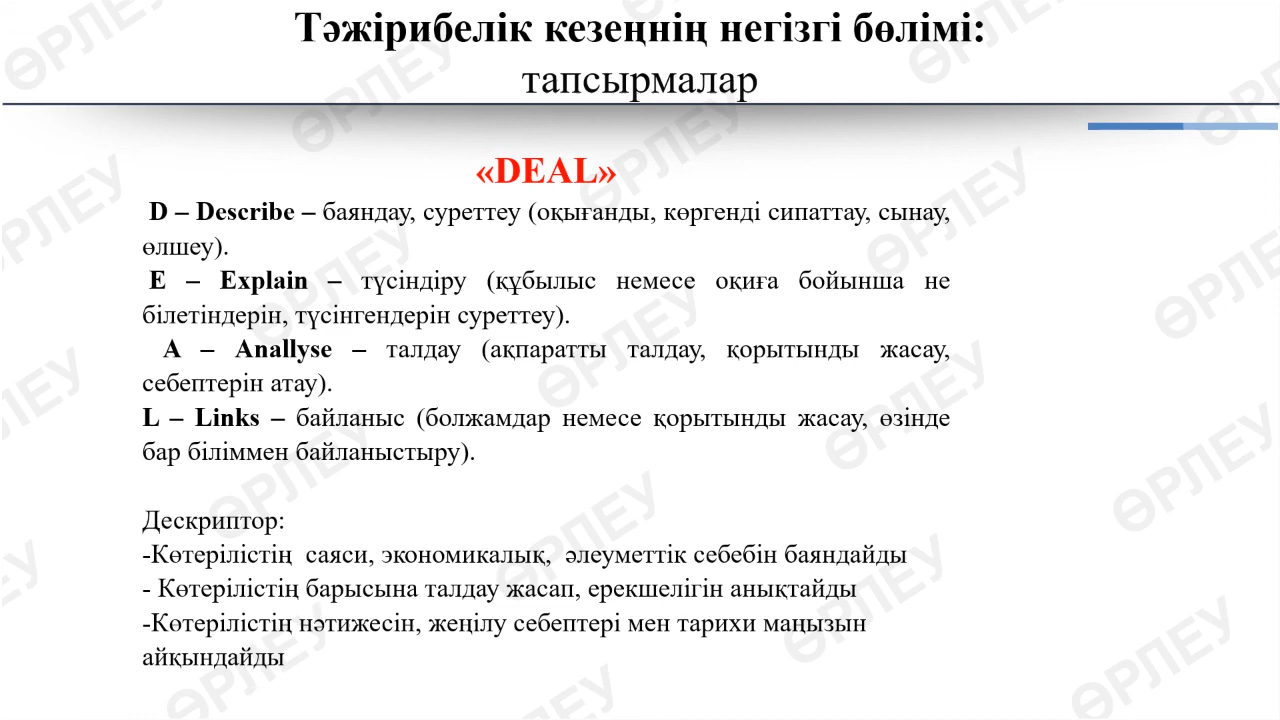 Тәжірибелік кезеңнің негізгі бөлімі:
тапсырмалар
«DEAL»
D – Describe – баяндау, суреттеу (оқығанды, көргенді сипаттау, сынау,
өлшеу).
E – Explain – түсіндіру (құбылыс немесе оқиға бойынша не
білетіндерін, түсінгендерін суреттеу).
A – Anallyse – талдау (ақпаратты талдау, қорытынды жасау,
себептерін атау).
L – Links – байланыс (болжамдар немесе қорытынды жасау, өзінде
бар біліммен байланыстыру).
Дескриптор:
-Көтерілістің саяси, экономикалық, әлеуметтік себебін баяндайды
- Көтерілістің барысына талдау жасап, ерекшелігін анықтайды
-Көтерілістің нәтижесін, жеңілу себептері мен тарихи маңызын
айқындайды
ӨРЛЕУ